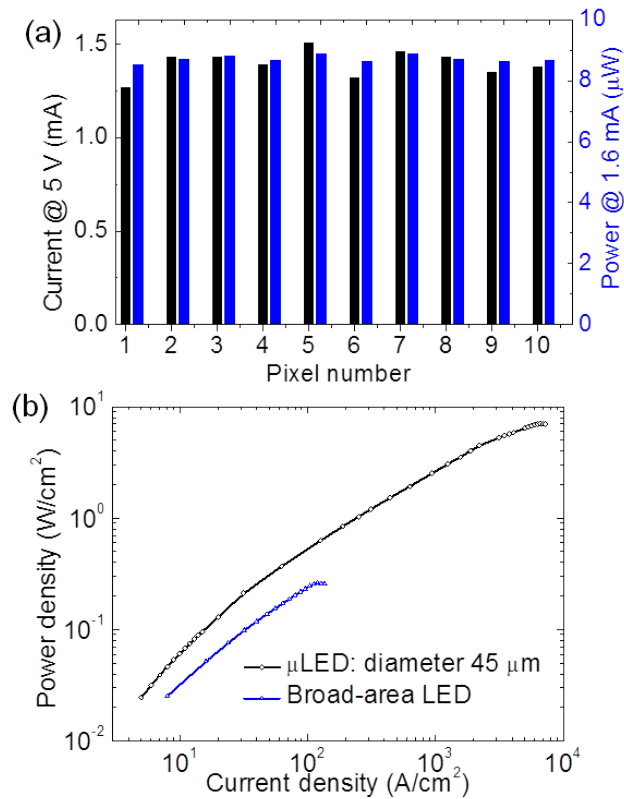 (a)
1.5
1.0
0.5
0.0
Current @ 5 V (mA)
10
8
6
4
2
0
Power @ 1.6 mA (μW)
1 2 3 4 5 6 7 8 9 10
Pixel number
(b)
10^1
10^0
10^-1
10^-2
Power density (W/cm^2)
μLED: diameter 45 μm
Broad-area LED
10^1 10^2 10^3 10^4
Current density (A/cm^2)